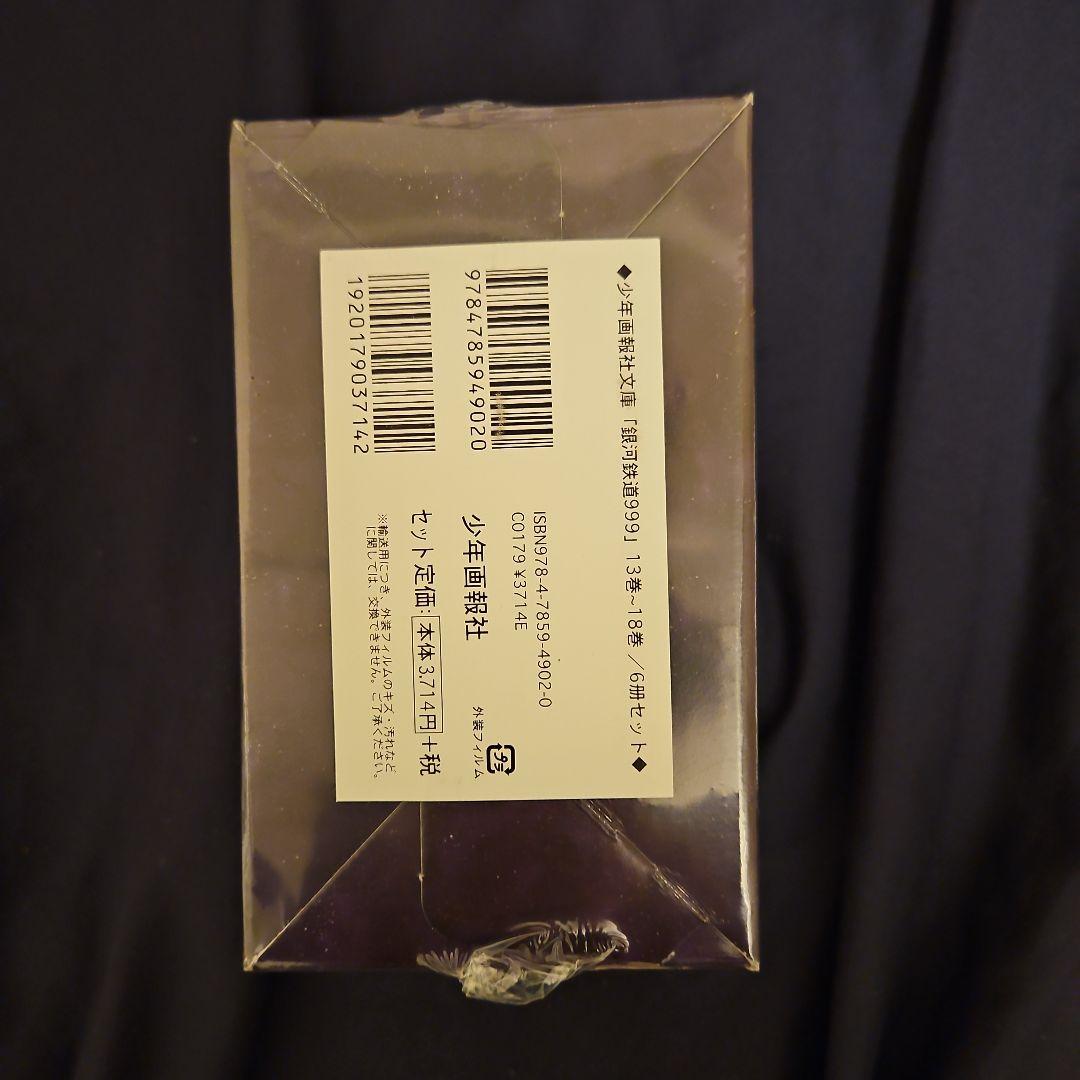 ◆少年画報社文庫「銀河鉄道999」13巻~18巻／6冊セット◆
9784785949020
1920179037142
ISBN978-4-7859-4902-0
C0179 ¥3714E
少年画報社
セット定価：本体3.714円＋税
プラ
外装フィルム
※輸送用につき、外装フィルムのキズ・汚れなど
に関しては、交換できません。ご了承ください。